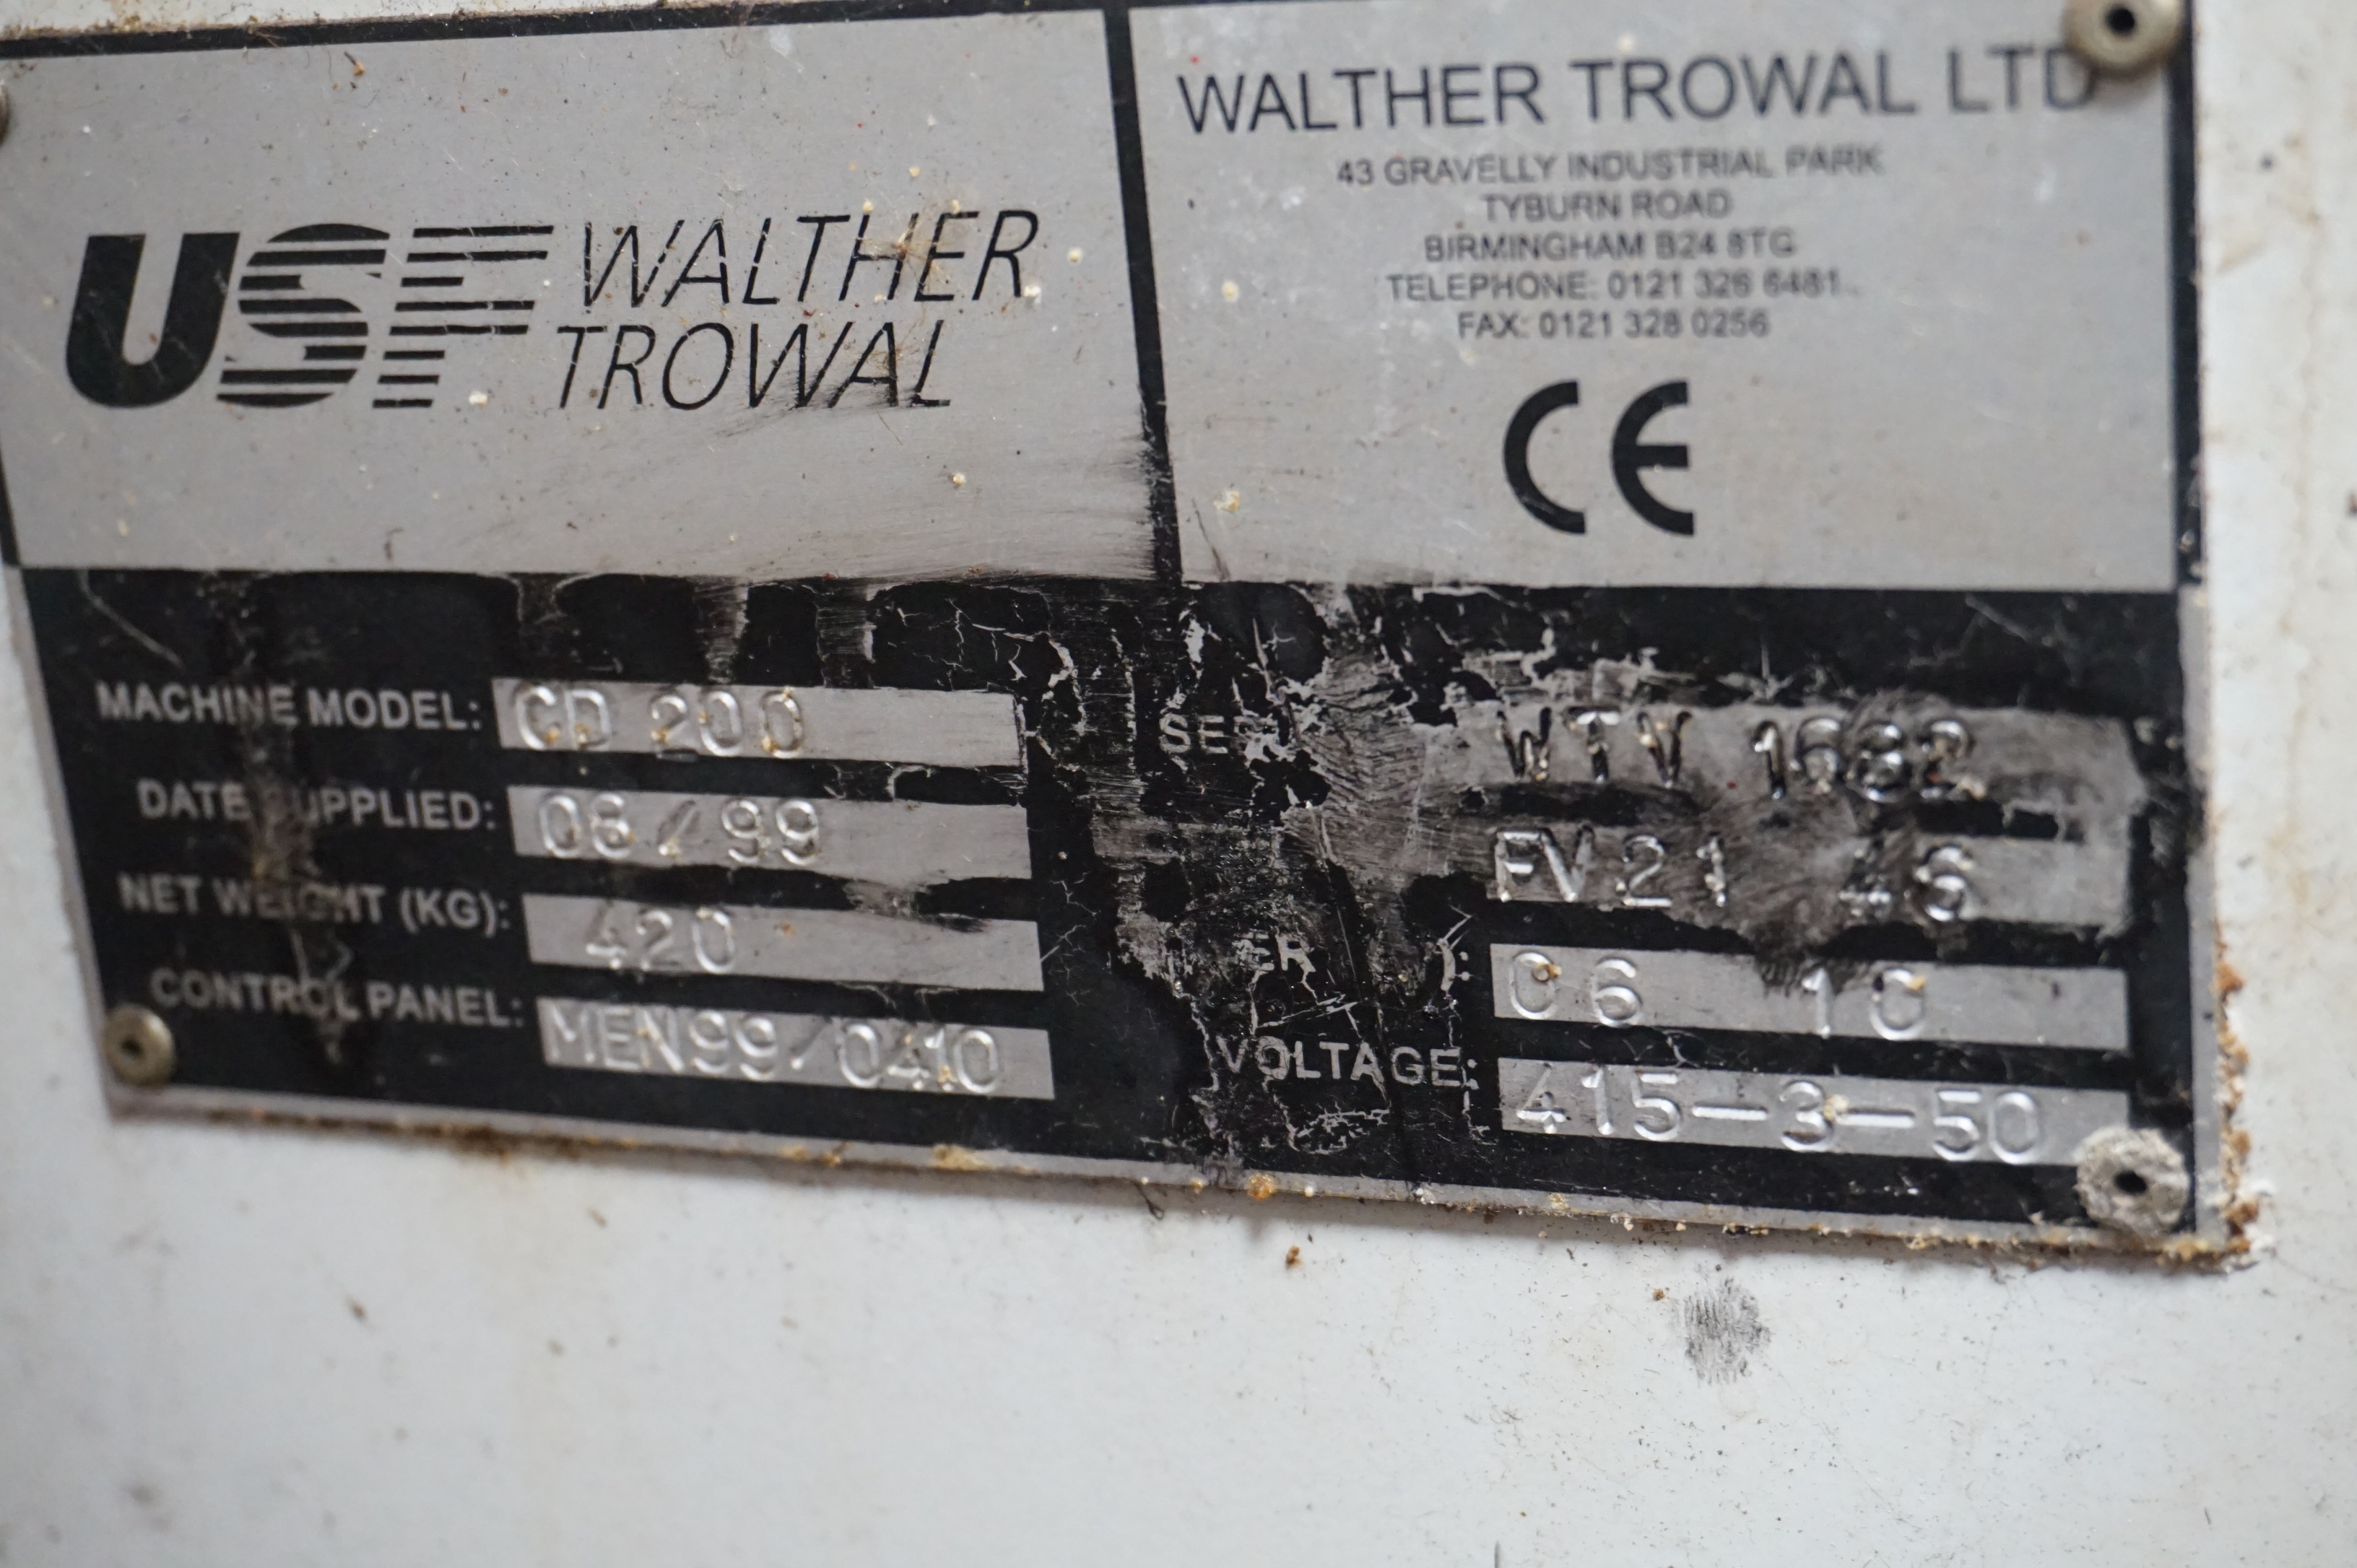 USF WALTHER
TROWAL
WALTHER TROWAL LTD
43 GRAVELLY INDUSTRIAL PARK
TYBURN ROAD
BIRMINGHAM B24 8TG
TELEPHONE: 0121 326 6481
FAX: 0121 328 0256
CE
MACHINE MODEL: CD 200
DATE SUPPLIED: 08/99
NET WEIGHT (KG): 420
CONTROL PANEL: MEN99/0410
WTV 1682
FV21 46
06 10
VOLTAGE: 415-3-50